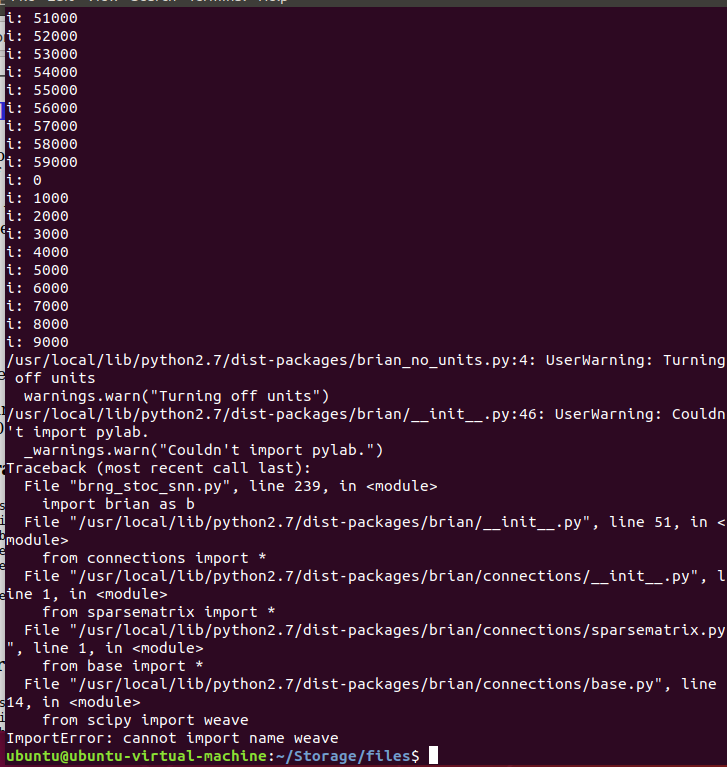 i: 51000
i: 52000
i: 53000
i: 54000
i: 55000
i: 56000
i: 57000
i: 58000
i: 59000
i: 0
i: 1000
i: 2000
i: 3000
i: 4000
i: 5000
i: 6000
i: 7000
i: 8000
i: 9000
/usr/local/lib/python2.7/dist-packages/brian_no_units.py:4: UserWarning: Turning
 off units
  warnings.warn("Turning off units")
/usr/local/lib/python2.7/dist-packages/brian/__init__.py:46: UserWarning: Couldn
't import pylab.
  _warnings.warn("Couldn't import pylab.")
Traceback (most recent call last):
  File "brng_stoc_snn.py", line 239, in <module>
    import brian as b
  File "/usr/local/lib/python2.7/dist-packages/brian/__init__.py", line 51, in <
module>
    from connections import *
  File "/usr/local/lib/python2.7/dist-packages/brian/connections/__init__.py", l
ine 1, in <module>
    from sparsematrix import *
  File "/usr/local/lib/python2.7/dist-packages/brian/connections/sparsematrix.py
", line 1, in <module>
    from base import *
  File "/usr/local/lib/python2.7/dist-packages/brian/connections/base.py", line
14, in <module>
    from scipy import weave
ImportError: cannot import name weave
ubuntu@ubuntu-virtual-machine:~/Storage/files$